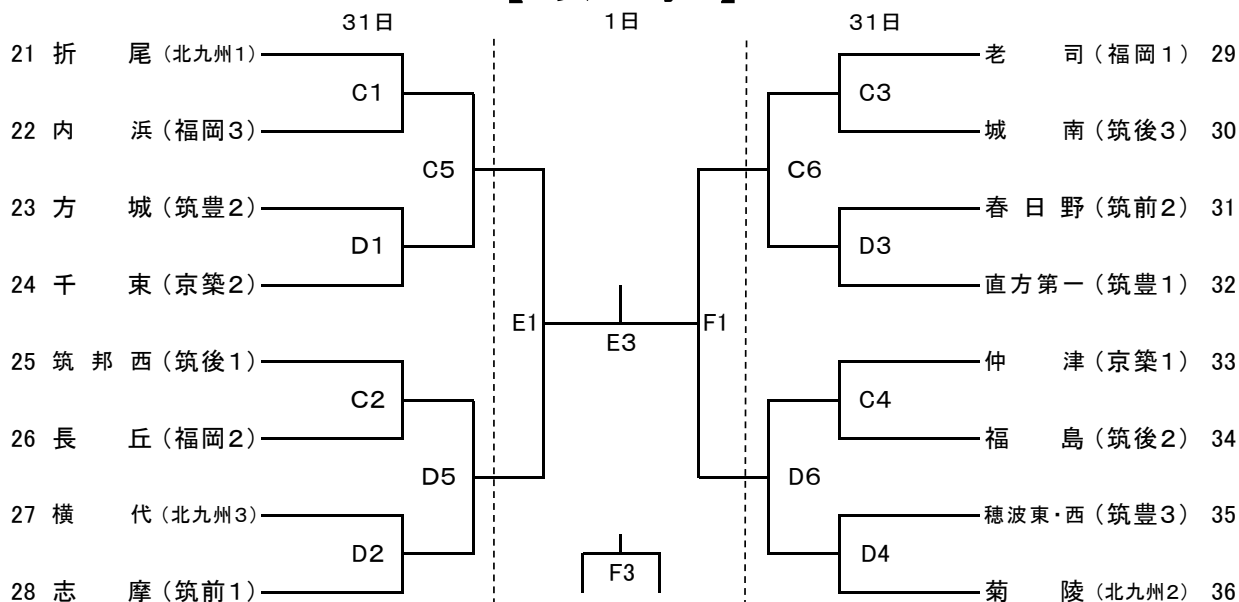 31日 1日 31日
21 折尾 (北九州1) 老司 (福岡1) 29
C1 C3
22 内浜 (福岡3) 城南 (筑後3) 30
C5 C6
23 方城 (筑豊2) 春日野 (筑前2) 31
D1 D3
24 千束 (京築2) 直方第一 (筑豊1) 32
E1 F1
E3
25 筑邦西 (筑後1) 仲津 (京築1) 33
C2 C4
26 長丘 (福岡2) 福島 (筑後2) 34
D5 D6
27 横代 (北九州3) 穂波東・西 (筑豊3) 35
D2 F3 D4
28 志摩 (筑前1) 菊陵 (北九州2) 36